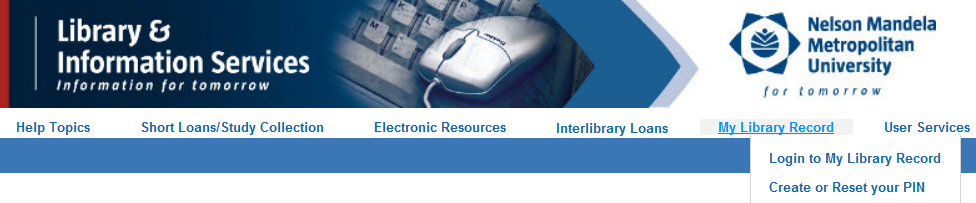 Library &
Information Services
Information for tomorrow
Nelson Mandela
Metropolitan
University
for tomorrow
Help Topics
Short Loans/Study Collection
Electronic Resources
Interlibrary Loans
My Library Record
User Services
Login to My Library Record
Create or Reset your PIN